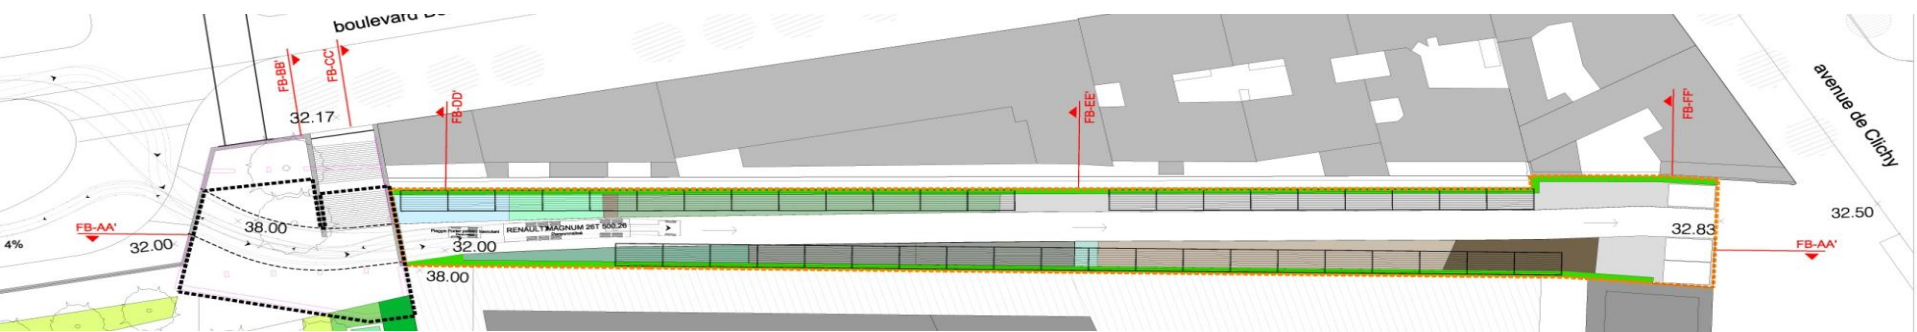 boulevard
FB-BB'
FB-CC'
32.17
FB-DD'
FB-EE'
FB-FF'
avenue de Clichy
FB-AA'
4%
32.00
38.00
32.00
RENAULT MAGNUM 26T 500.26
38.00
32.83
32.50
FB-AA'